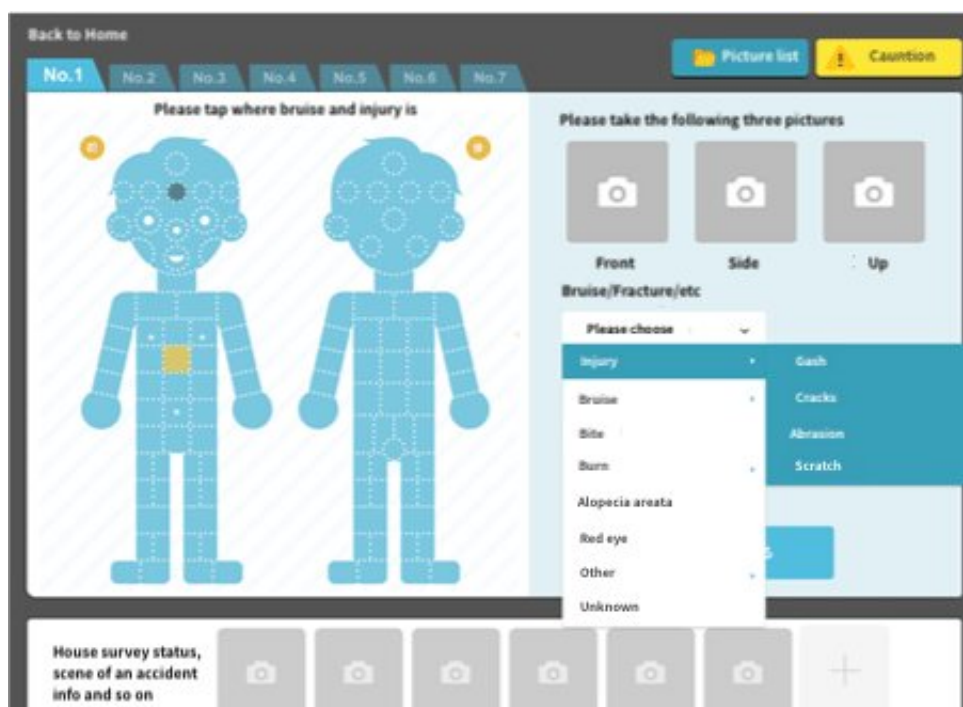 Back to Home
No.1
No.2
No.3
No.4
No.5
No.6
No.7
Picture list
Cauntion
Please tap where bruise and injury is
Please take the following three pictures
Front
Side
Up
Bruise/Fracture/etc
Please choose
Injury
Gash
Bruise
Cracks
Bite
Abrasion
Burn
Scratch
Alopecia areata
Red eye
Other
Unknown
House survey status,
scene of an accident
info and so on